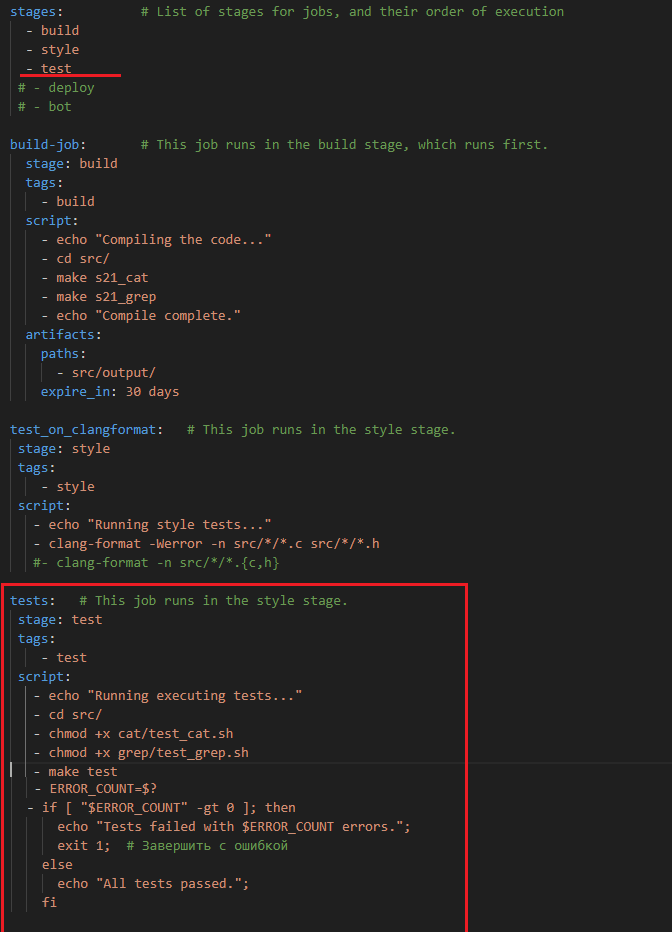 stages:          # List of stages for jobs, and their order of execution
  - build
  - style
  - test
 # - deploy
 # - bot
build-job:       # This job runs in the build stage, which runs first.
  stage: build
  tags:
    - build
  script:
    - echo "Compiling the code..."
    - cd src/
    - make s21_cat
    - make s21_grep
    - echo "Compile complete."
  artifacts:
    paths:
      - src/output/
    expire_in: 30 days
test_on_clangformat:   # This job runs in the style stage.
 stage: style
 tags:
    - style
 script:
   - echo "Running style tests..."
   - clang-format -Werror -n src/*/*.c src/*/*.h
   #- clang-format -n src/*/*.{c,h}
tests:   # This job runs in the style stage.
 stage: test
 tags:
    - test
 script:
   - echo "Running executing tests..."
   - cd src/
   - chmod +x cat/test_cat.sh
   - chmod +x grep/test_grep.sh
   - make test
   - ERROR_COUNT=$?
  - if [ "$ERROR_COUNT" -gt 0 ]; then
      echo "Tests failed with $ERROR_COUNT errors.";
      exit 1;  # Завершить с ошибкой
    else
      echo "All tests passed.";
    fi